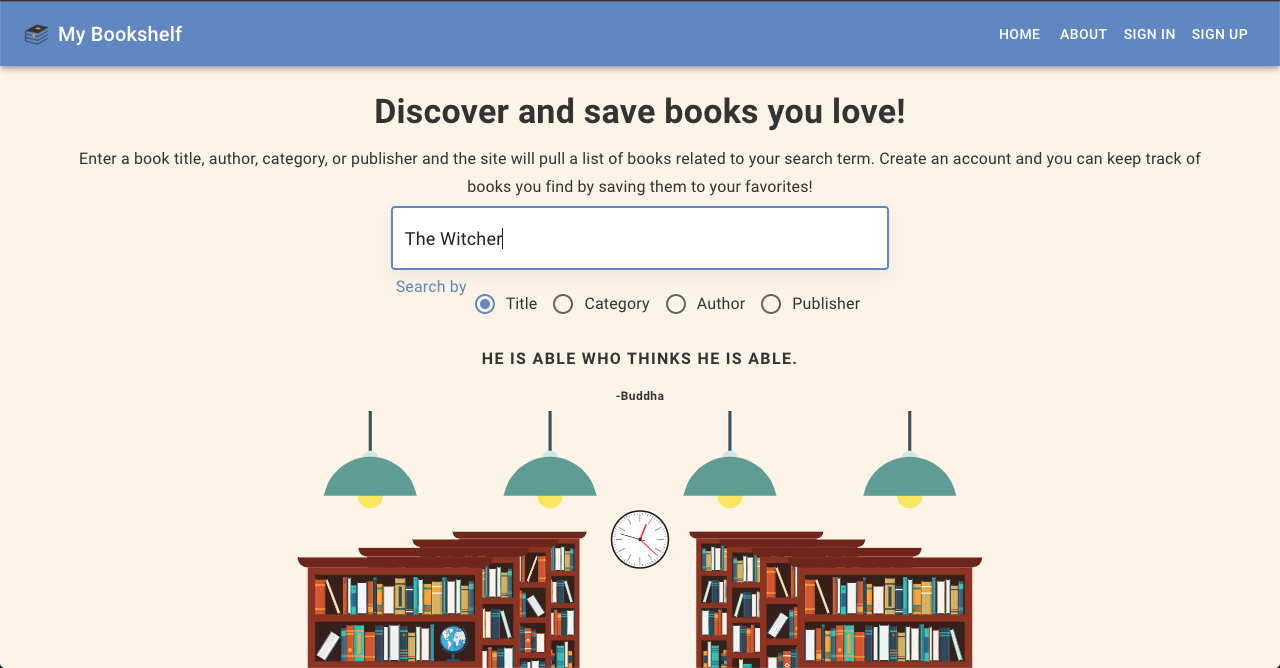 My Bookshelf
HOME ABOUT SIGN IN SIGN UP
Discover and save books you love!
Enter a book title, author, category, or publisher and the site will pull a list of books related to your search term. Create an account and you can keep track of
books you find by saving them to your favorites!
The Witcher
Search by
Title Category Author Publisher
HE IS ABLE WHO THINKS HE IS ABLE.
-Buddha